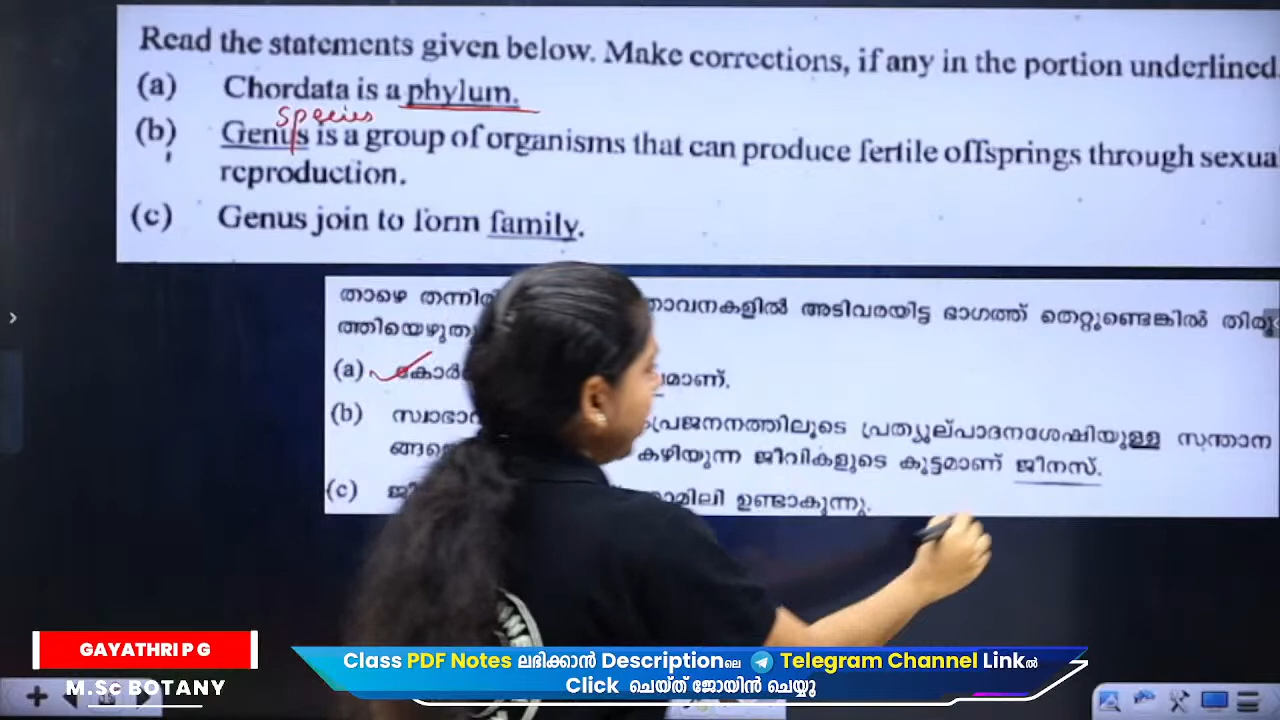 Read the statements given below. Make corrections, if any in the portion underlined.
(a) Chordata is a phylum.
species
(b) Genus is a group of organisms that can produce fertile offsprings through sexual
reproduction.
(c) Genus join to form family.
താഴെ അടിവരയിട്ട ഭാഗത്ത് തെറ്റുണ്ടെങ്കിൽ
(a)
(b) പ്രത്യുല്പാദനശേഷിയുള്ള സന്താന
കഴിയുന്ന ജീവികളുടെ കൂട്ടമാണ് ജീനസ്.
(c) ഉണ്ടാകുന്നു.
GAYATHRI P G
M.Sc BOTANY
Class PDF Notes ലഭിക്കാൻ Descriptionലെ Telegram Channel Linkൽ
Click ചെയ്ത് ജോയിൻ ചെയ്യൂ